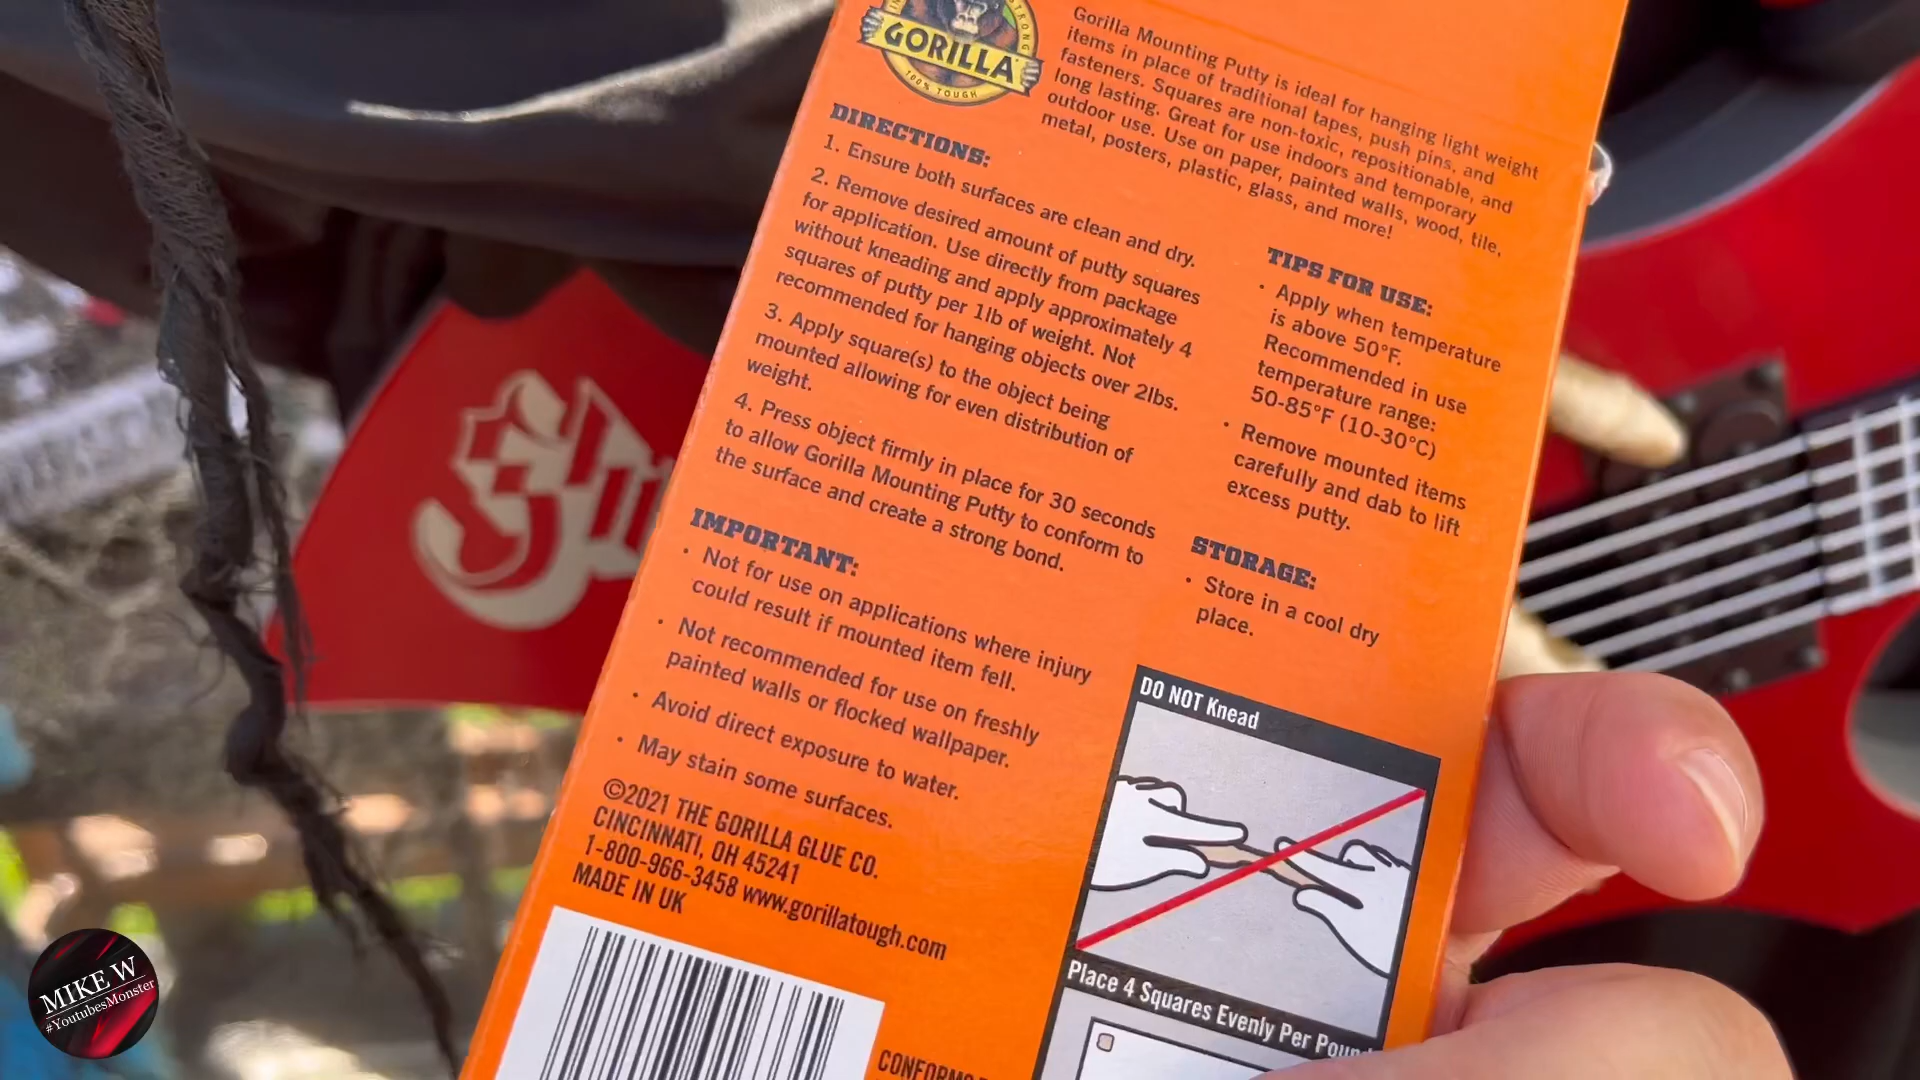 GORILLA
100% TOUGH
Gorilla Mounting Putty is ideal for hanging light weight
items in place of traditional tapes, push pins, and
fasteners. Squares are non-toxic, repositionable, and
long lasting. Great for use indoors and temporary
outdoor use. Use on paper, painted walls, wood, tile,
metal, posters, plastic, glass, and more!
DIRECTIONS:
1. Ensure both surfaces are clean and dry.
2. Remove desired amount of putty squares
for application. Use directly from package
without kneading and apply approximately 4
squares of putty per 1lb of weight. Not
recommended for hanging objects over 2lbs.
3. Apply square(s) to the object being
mounted allowing for even distribution of
weight.
4. Press object firmly in place for 30 seconds
to allow Gorilla Mounting Putty to conform to
the surface and create a strong bond.
IMPORTANT:
• Not for use on applications where injury
could result if mounted item fell.
• Not recommended for use on freshly
painted walls or flocked wallpaper.
• Avoid direct exposure to water.
• May stain some surfaces.
©2021 THE GORILLA GLUE CO.
CINCINNATI, OH 45241
1-800-966-3458 www.gorillatough.com
MADE IN UK
TIPS FOR USE:
• Apply when temperature
is above 50°F.
Recommended in use
temperature range:
50-85°F (10-30°C)
• Remove mounted items
carefully and dab to lift
excess putty.
STORAGE:
• Store in a cool dry
place.
DO NOT Knead
Place 4 Squares Evenly Per
MIKE W
#YoutubesMonster